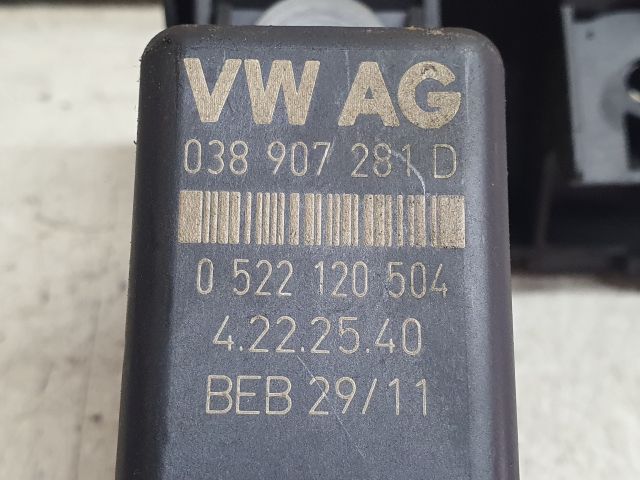 VW AG
038 907 281 D
0 522 120 504
4.22.25.40
BEB 29/11